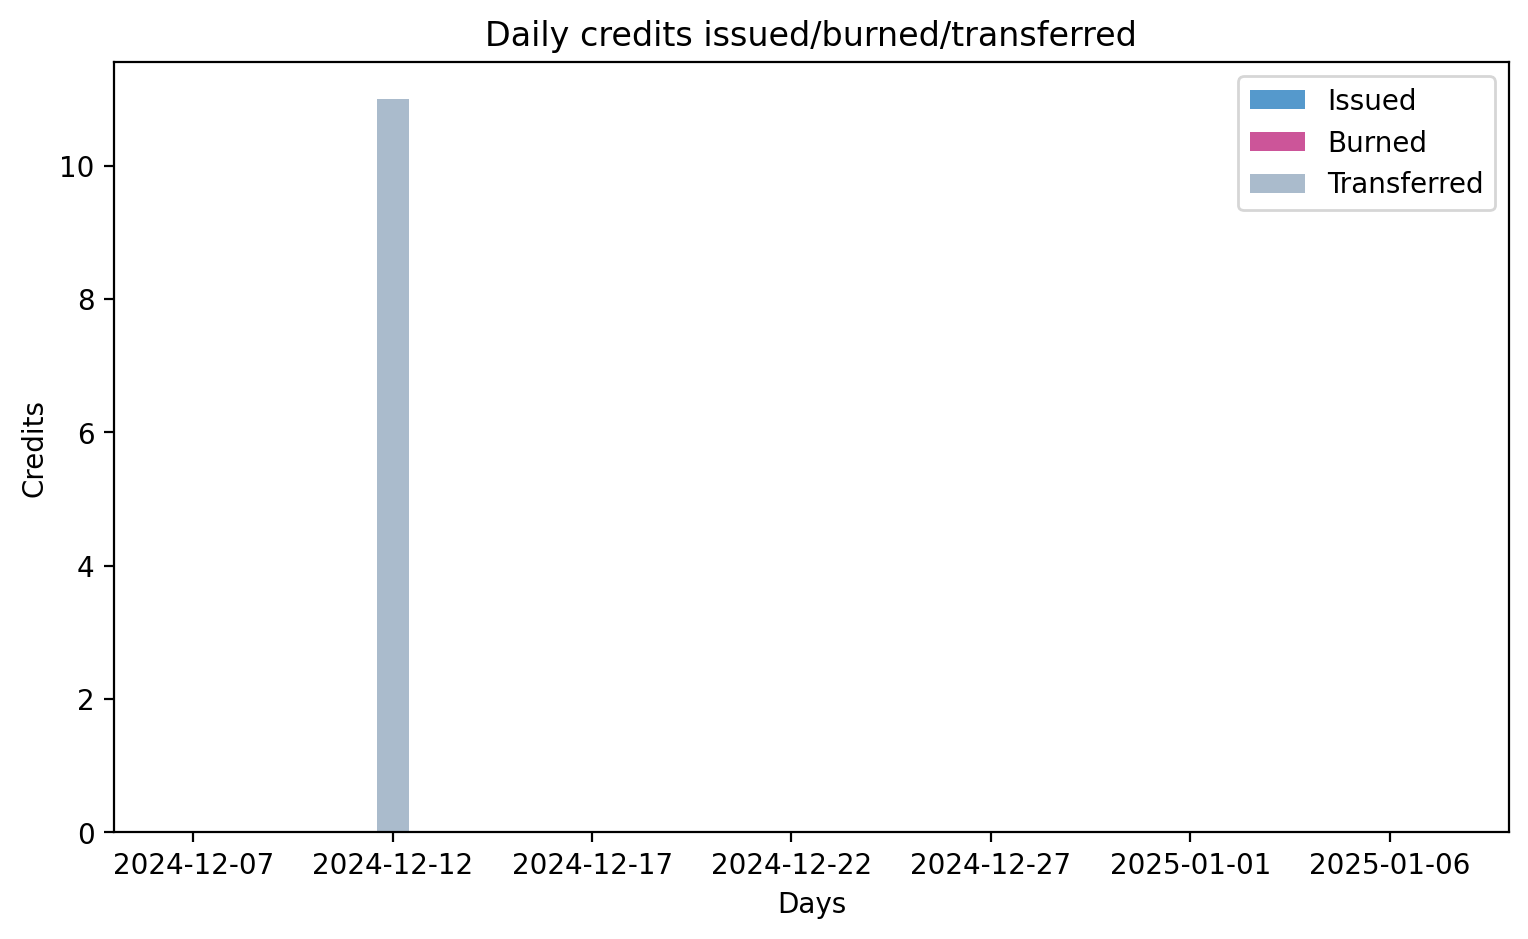 Daily credits issued/burned/transferred
Issued
Burned
Transferred
10
8
6
4
2
0
Credits
2024-12-07 2024-12-12 2024-12-17 2024-12-22 2024-12-27 2025-01-01 2025-01-06
Days